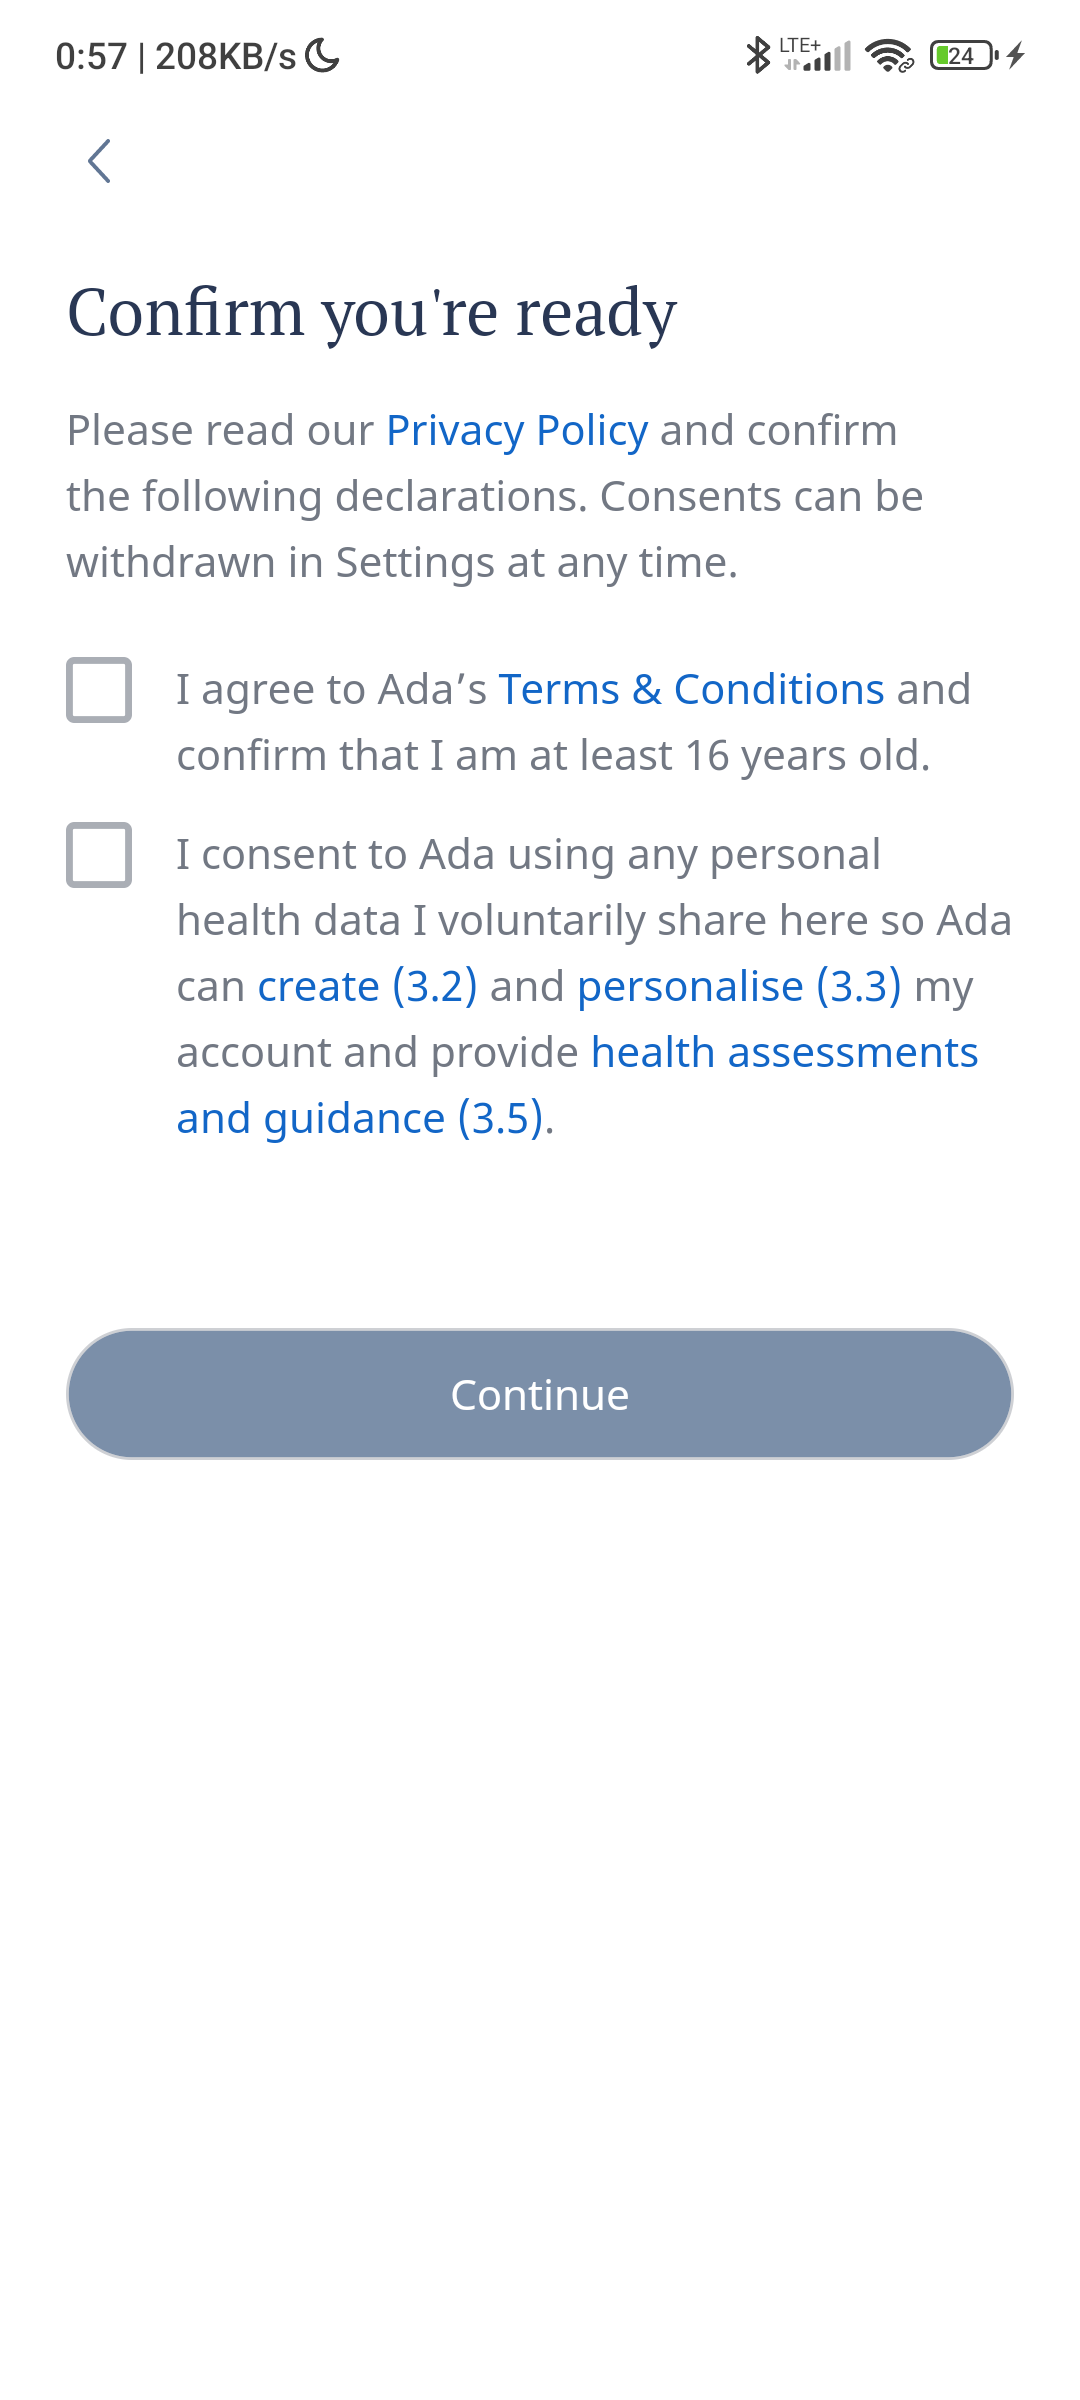 0:57 | 208KB/s
LTE+
24
Confirm you're ready
Please read our Privacy Policy and confirm
the following declarations. Consents can be
withdrawn in Settings at any time.
I agree to Ada’s Terms & Conditions and
confirm that I am at least 16 years old.
I consent to Ada using any personal
health data I voluntarily share here so Ada
can create (3.2) and personalise (3.3) my
account and provide health assessments
and guidance (3.5).
Continue